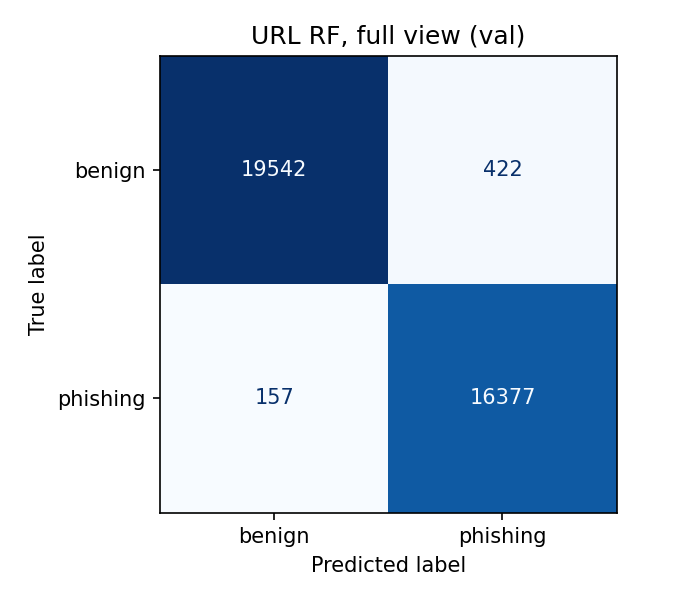 URL RF, full view (val)
True label
benign
19542
422
phishing
157
16377
benign
phishing
Predicted label